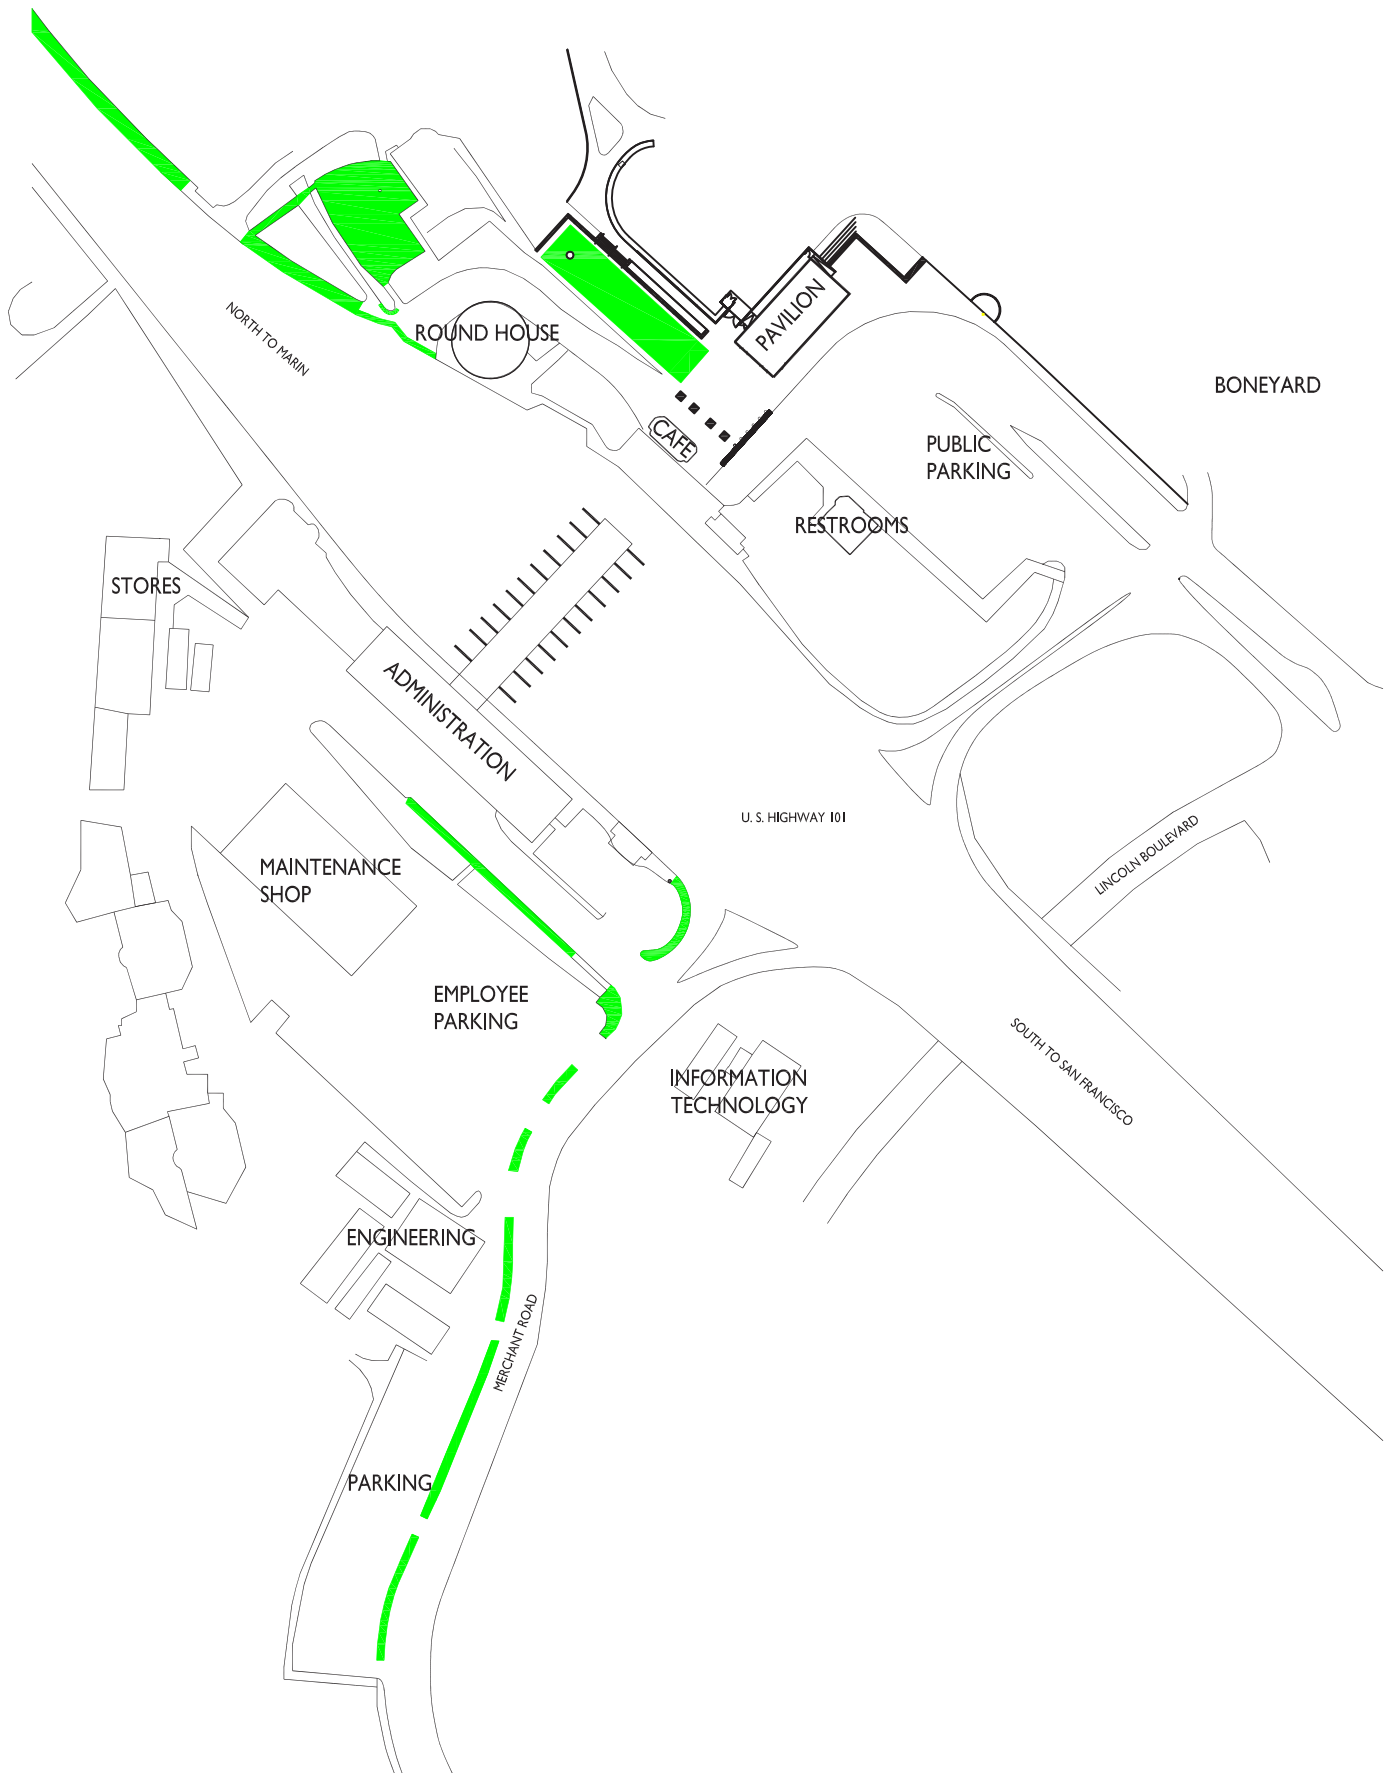 NORTH TO MARIN
ROUND HOUSE
PAVILION
BONEYARD
CAFE
PUBLIC
PARKING
RESTROOMS
STORES
ADMINISTRATION
U. S. HIGHWAY 101
LINCOLN BOULEVARD
MAINTENANCE
SHOP
EMPLOYEE
PARKING
SOUTH TO SAN FRANCISCO
INFORMATION
TECHNOLOGY
ENGINEERING
MERCHANT ROAD
PARKING